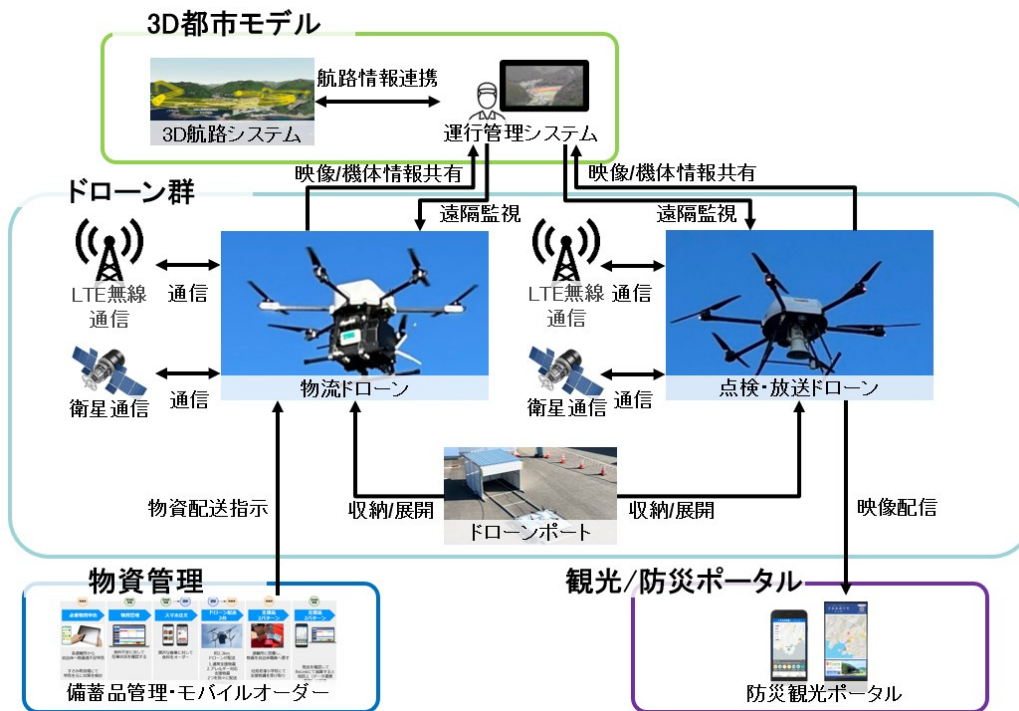 3D都市モデル
航路情報連携
3D航路システム
運行管理システム
映像/機体情報共有
映像/機体情報共有
ドローン群
遠隔監視
遠隔監視
LTE無線
通信
通信
LTE無線
通信
通信
物流ドローン
点検・放送ドローン
衛星通信
通信
衛星通信
通信
物資配送指示
収納/展開
ドローンポート
収納/展開
映像配信
物資管理
観光/防災ポータル
備蓄品管理・モバイルオーダー
防災観光ポータル